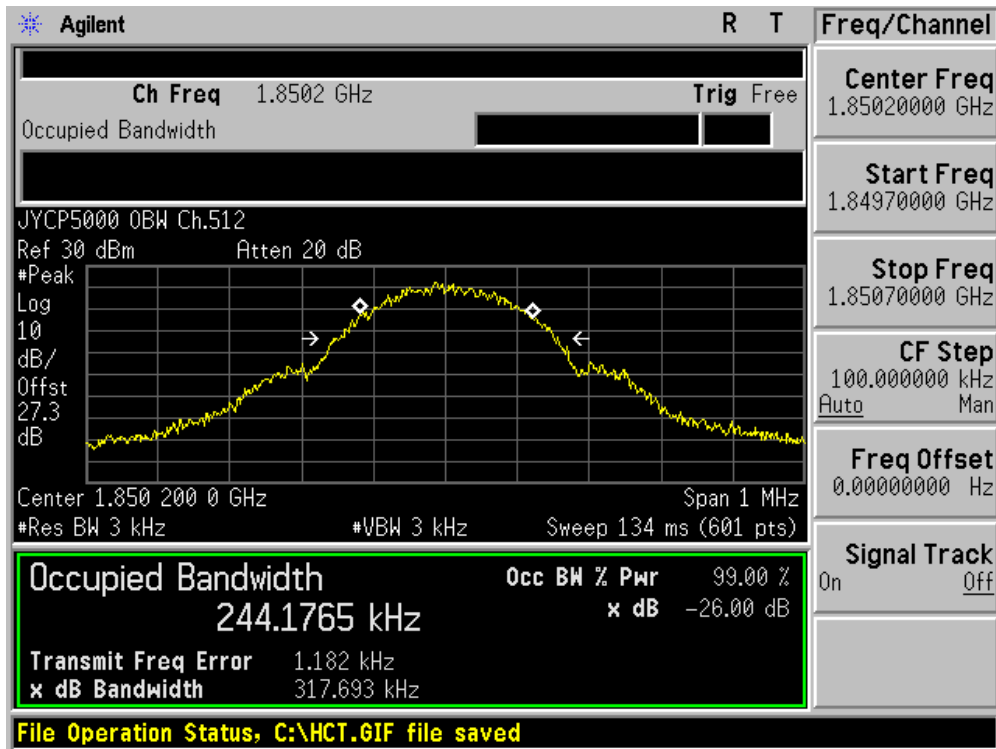 Agilent R T Freq/Channel
Ch Freq 1.8502 GHz Trig Free
Occupied Bandwidth
Center Freq
1.85020000 GHz
Start Freq
1.84970000 GHz
Stop Freq
1.85070000 GHz
CF Step
100.000000 kHz
Auto Man
Freq Offset
0.00000000 Hz
Signal Track
On Off
JYCP5000 OBW Ch.512
Ref 30 dBm Atten 20 dB
#Peak
Log
10
dB/
Offst
27.3
dB
Center 1.850 200 0 GHz Span 1 MHz
#Res BW 3 kHz #VBW 3 kHz Sweep 134 ms (601 pts)
Occupied Bandwidth
244.1765 kHz
Occ BW % Pwr 99.00 %
x dB -26.00 dB
Transmit Freq Error 1.182 kHz
x dB Bandwidth 317.693 kHz
File Operation Status, C:\HCT.GIF file saved